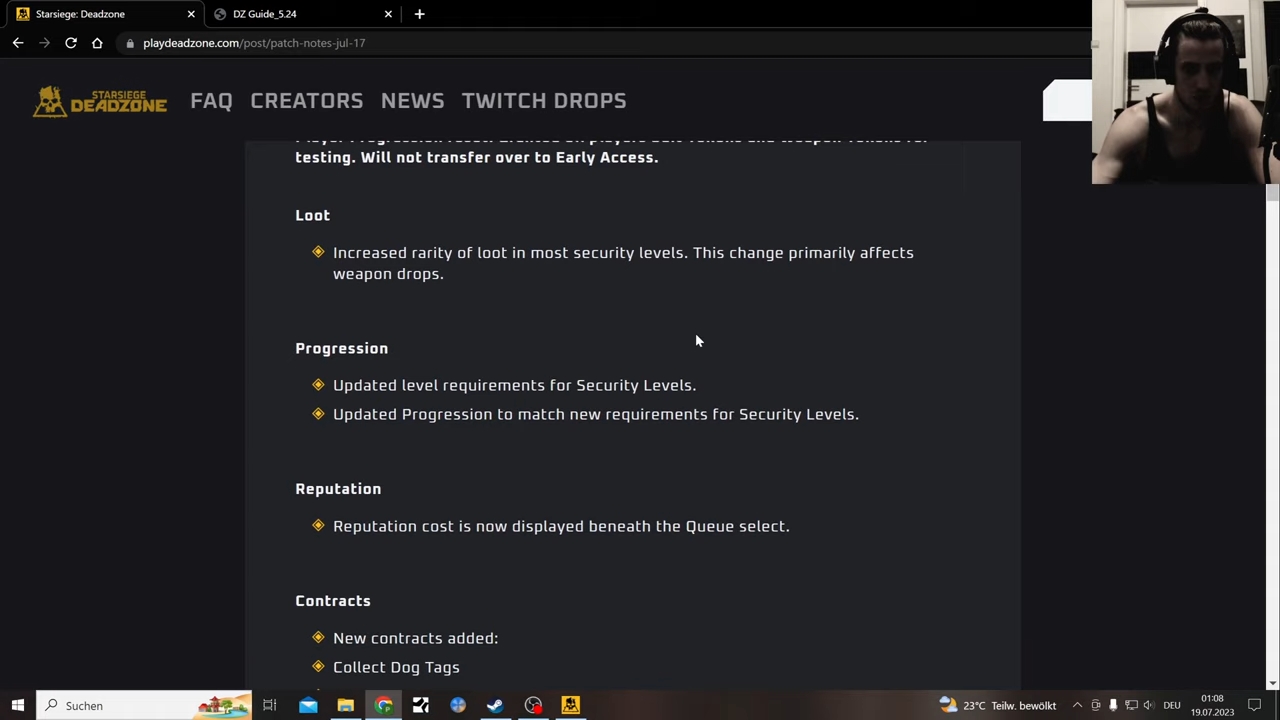 Starsiege: Deadzone
DZ Guide_5.24
playdeadzone.com/post/patch-notes-jul-17
STARSIEGE
DEADZONE
FAQ CREATORS NEWS TWITCH DROPS
testing. Will not transfer over to Early Access.
Loot
Increased rarity of loot in most security levels. This change primarily affects
weapon drops.
Progression
Updated level requirements for Security Levels.
Updated Progression to match new requirements for Security Levels.
Reputation
Reputation cost is now displayed beneath the Queue select.
Contracts
New contracts added:
Collect Dog Tags
Suchen
23°C Teilw. bewölkt
DEU
01:08
19.07.2023